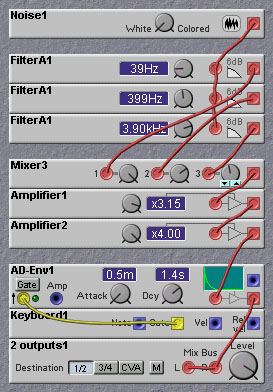 Noise1
White Colored
FilterA1
39Hz 6dB
FilterA1
399Hz 6dB
FilterA1
3.90kHz 6dB
Mixer3
1 2 3
Amplifier1
x3.15
Amplifier2
x4.00
AD-Env1
Gate Amp 0.5m 1.4s
Attack Dcy
Keyboard1
Note Gate Vel Rel vel
2 outputs1
Mix Bus Level
Destination 1/2 3/4 CVA M L R